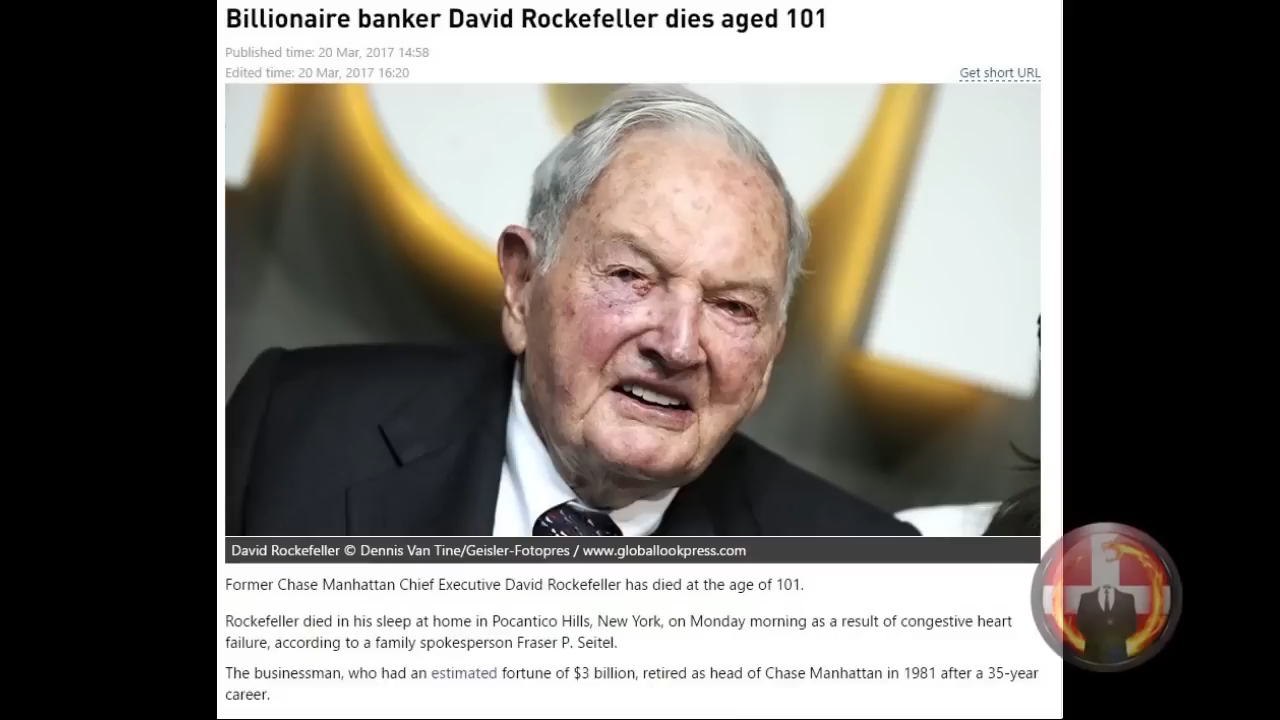 Billionaire banker David Rockefeller dies aged 101
Published time: 20 Mar, 2017 14:58
Edited time: 20 Mar, 2017 16:20
Get short URL
David Rockefeller © Dennis Van Tine/Geisler-Fotopres / www.globallookpress.com
Former Chase Manhattan Chief Executive David Rockefeller has died at the age of 101.
Rockefeller died in his sleep at home in Pocantico Hills, New York, on Monday morning as a result of congestive heart
failure, according to a family spokesperson Fraser P. Seitel.
The businessman, who had an estimated fortune of $3 billion, retired as head of Chase Manhattan in 1981 after a 35-year
career.